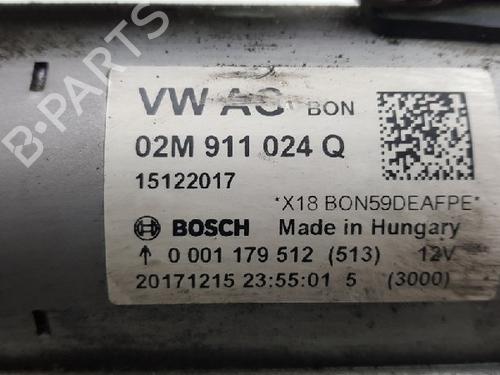 B-PARTS
VW AG BON
02M 911 024 Q
15122017
*X18 BON59DEAFPE*
BOSCH Made in Hungary
↑ 0 001 179 512 (513) 12V
20171215 23:55:01 5 (3000)